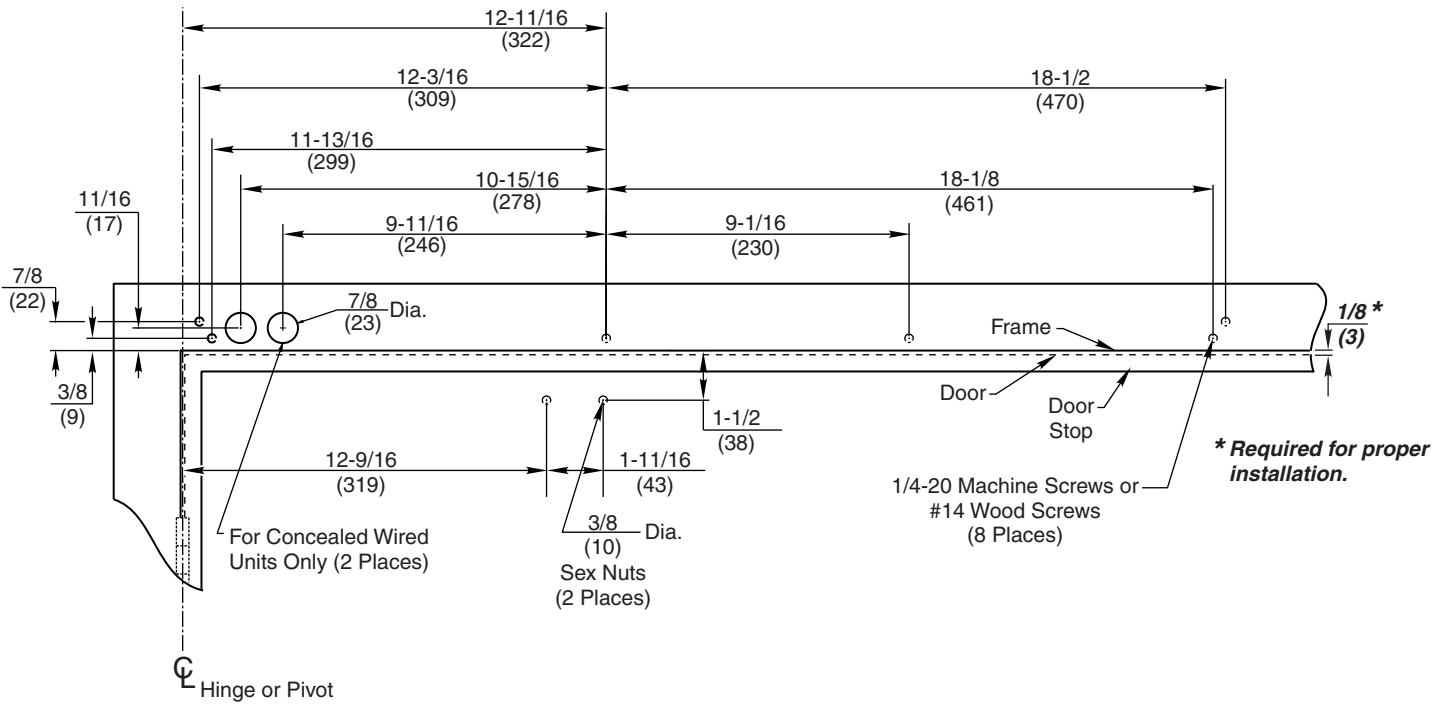 12-11/16
(322)
12-3/16
(309)
18-1/2
(470)
11-13/16
(299)
10-15/16
(278)
18-1/8
(461)
11/16
(17)
9-11/16
(246)
9-1/16
(230)
7/8
(22)
7/8
(23)
Dia.
Frame
1/8 *
(3)
3/8
(9)
Door
Door
Stop
1-1/2
(38)
* Required for proper
installation.
12-9/16
(319)
1-11/16
(43)
1/4-20 Machine Screws or
#14 Wood Screws
(8 Places)
For Concealed Wired
Units Only (2 Places)
3/8
(10)
Dia.
Sex Nuts
(2 Places)
CL
Hinge or Pivot